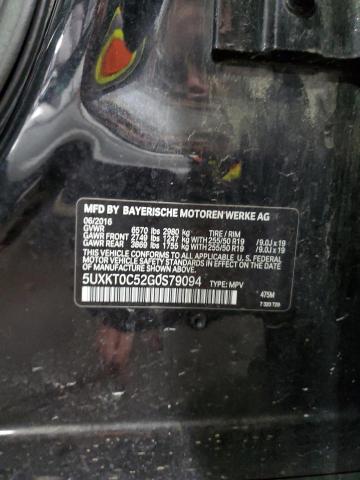 MFD BY BAYERISCHE MOTOREN WERKE AG
06/2016
GVWR 6570 lbs 2980 kg TIRE / RIM
GAWR FRONT 2749 lbs 1247 kg WITH 255/50 R19 /9.0J x 19
GAWR REAR 3869 lbs 1755 kg WITH 255/50 R19 /9.0J x 19
THIS VEHICLE CONFORMS TO ALL APPLICABLE U.S. FEDERAL
MOTOR VEHICLE SAFETY STANDARDS IN EFFECT ON THE
DATE OF MANUFACTURE SHOWN ABOVE.
5UXKT0C52G0S79094 TYPE: MPV 475M
7 323 729